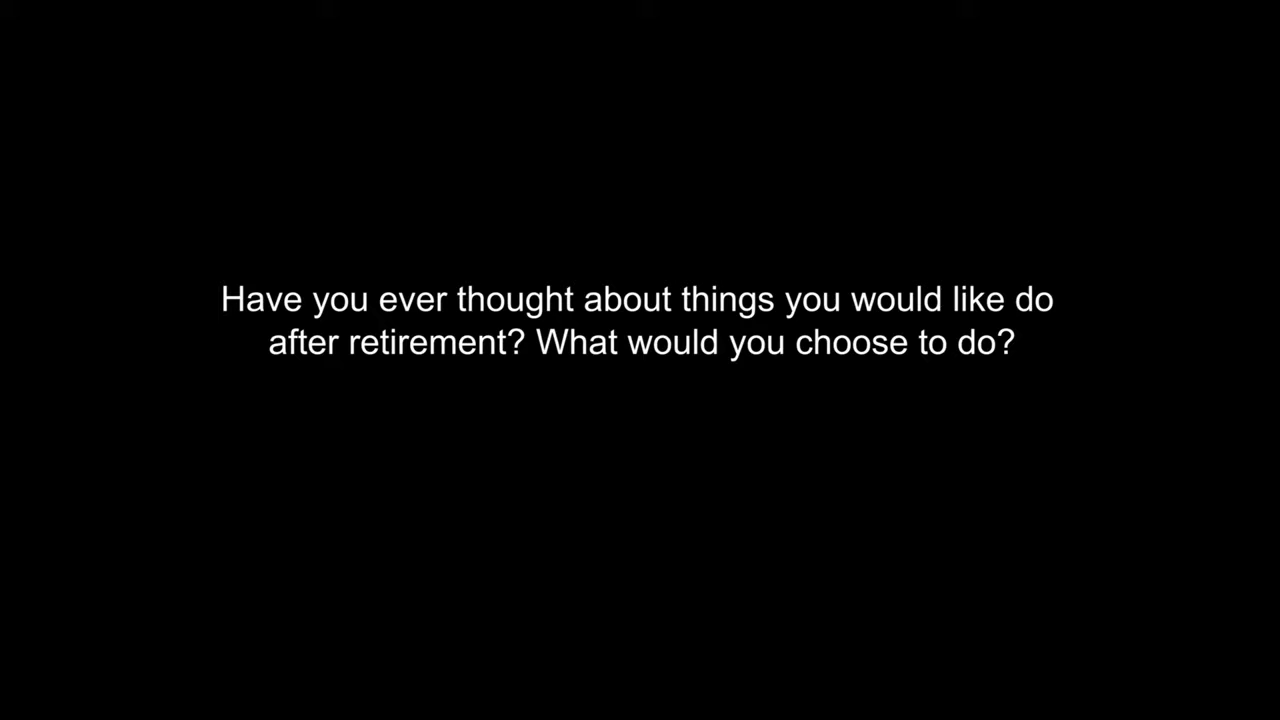 Have you ever thought about things you would like do
after retirement? What would you choose to do?